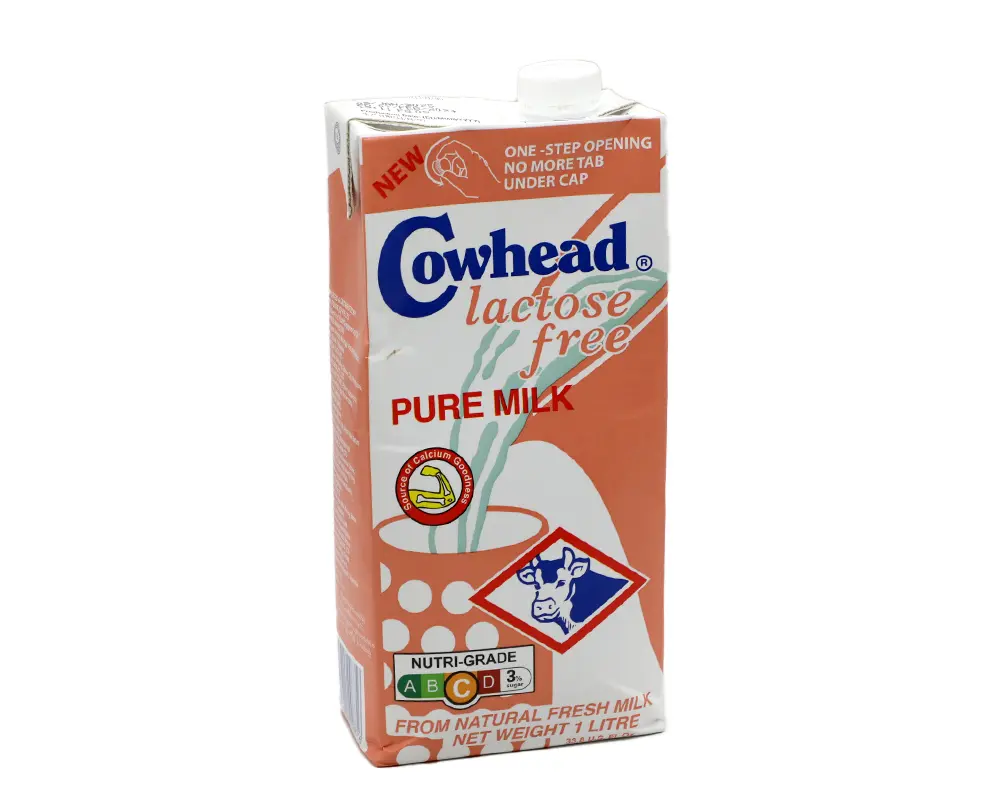 NEW
ONE -STEP OPENING
NO MORE TAB
UNDER CAP
Cowhead ®
lactose
free
PURE MILK
Source of Calcium Goodness
NUTRI-GRADE
A B C D 3% sugar
FROM NATURAL FRESH MILK
NET WEIGHT 1 LITRE